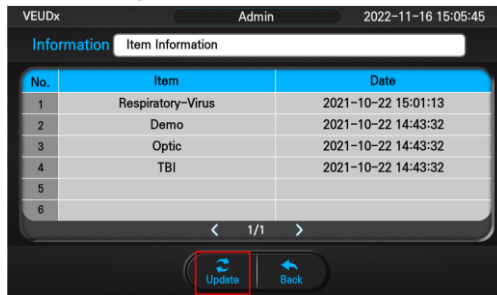 VEUDx Admin 2022-11-16 15:05:45
Information Item Information
No. Item Date
1 Respiratory-Virus 2021-10-22 15:01:13
2 Demo 2021-10-22 14:43:32
3 Optic 2021-10-22 14:43:32
4 TBI 2021-10-22 14:43:32
5
6
< 1/1 >
Update Back